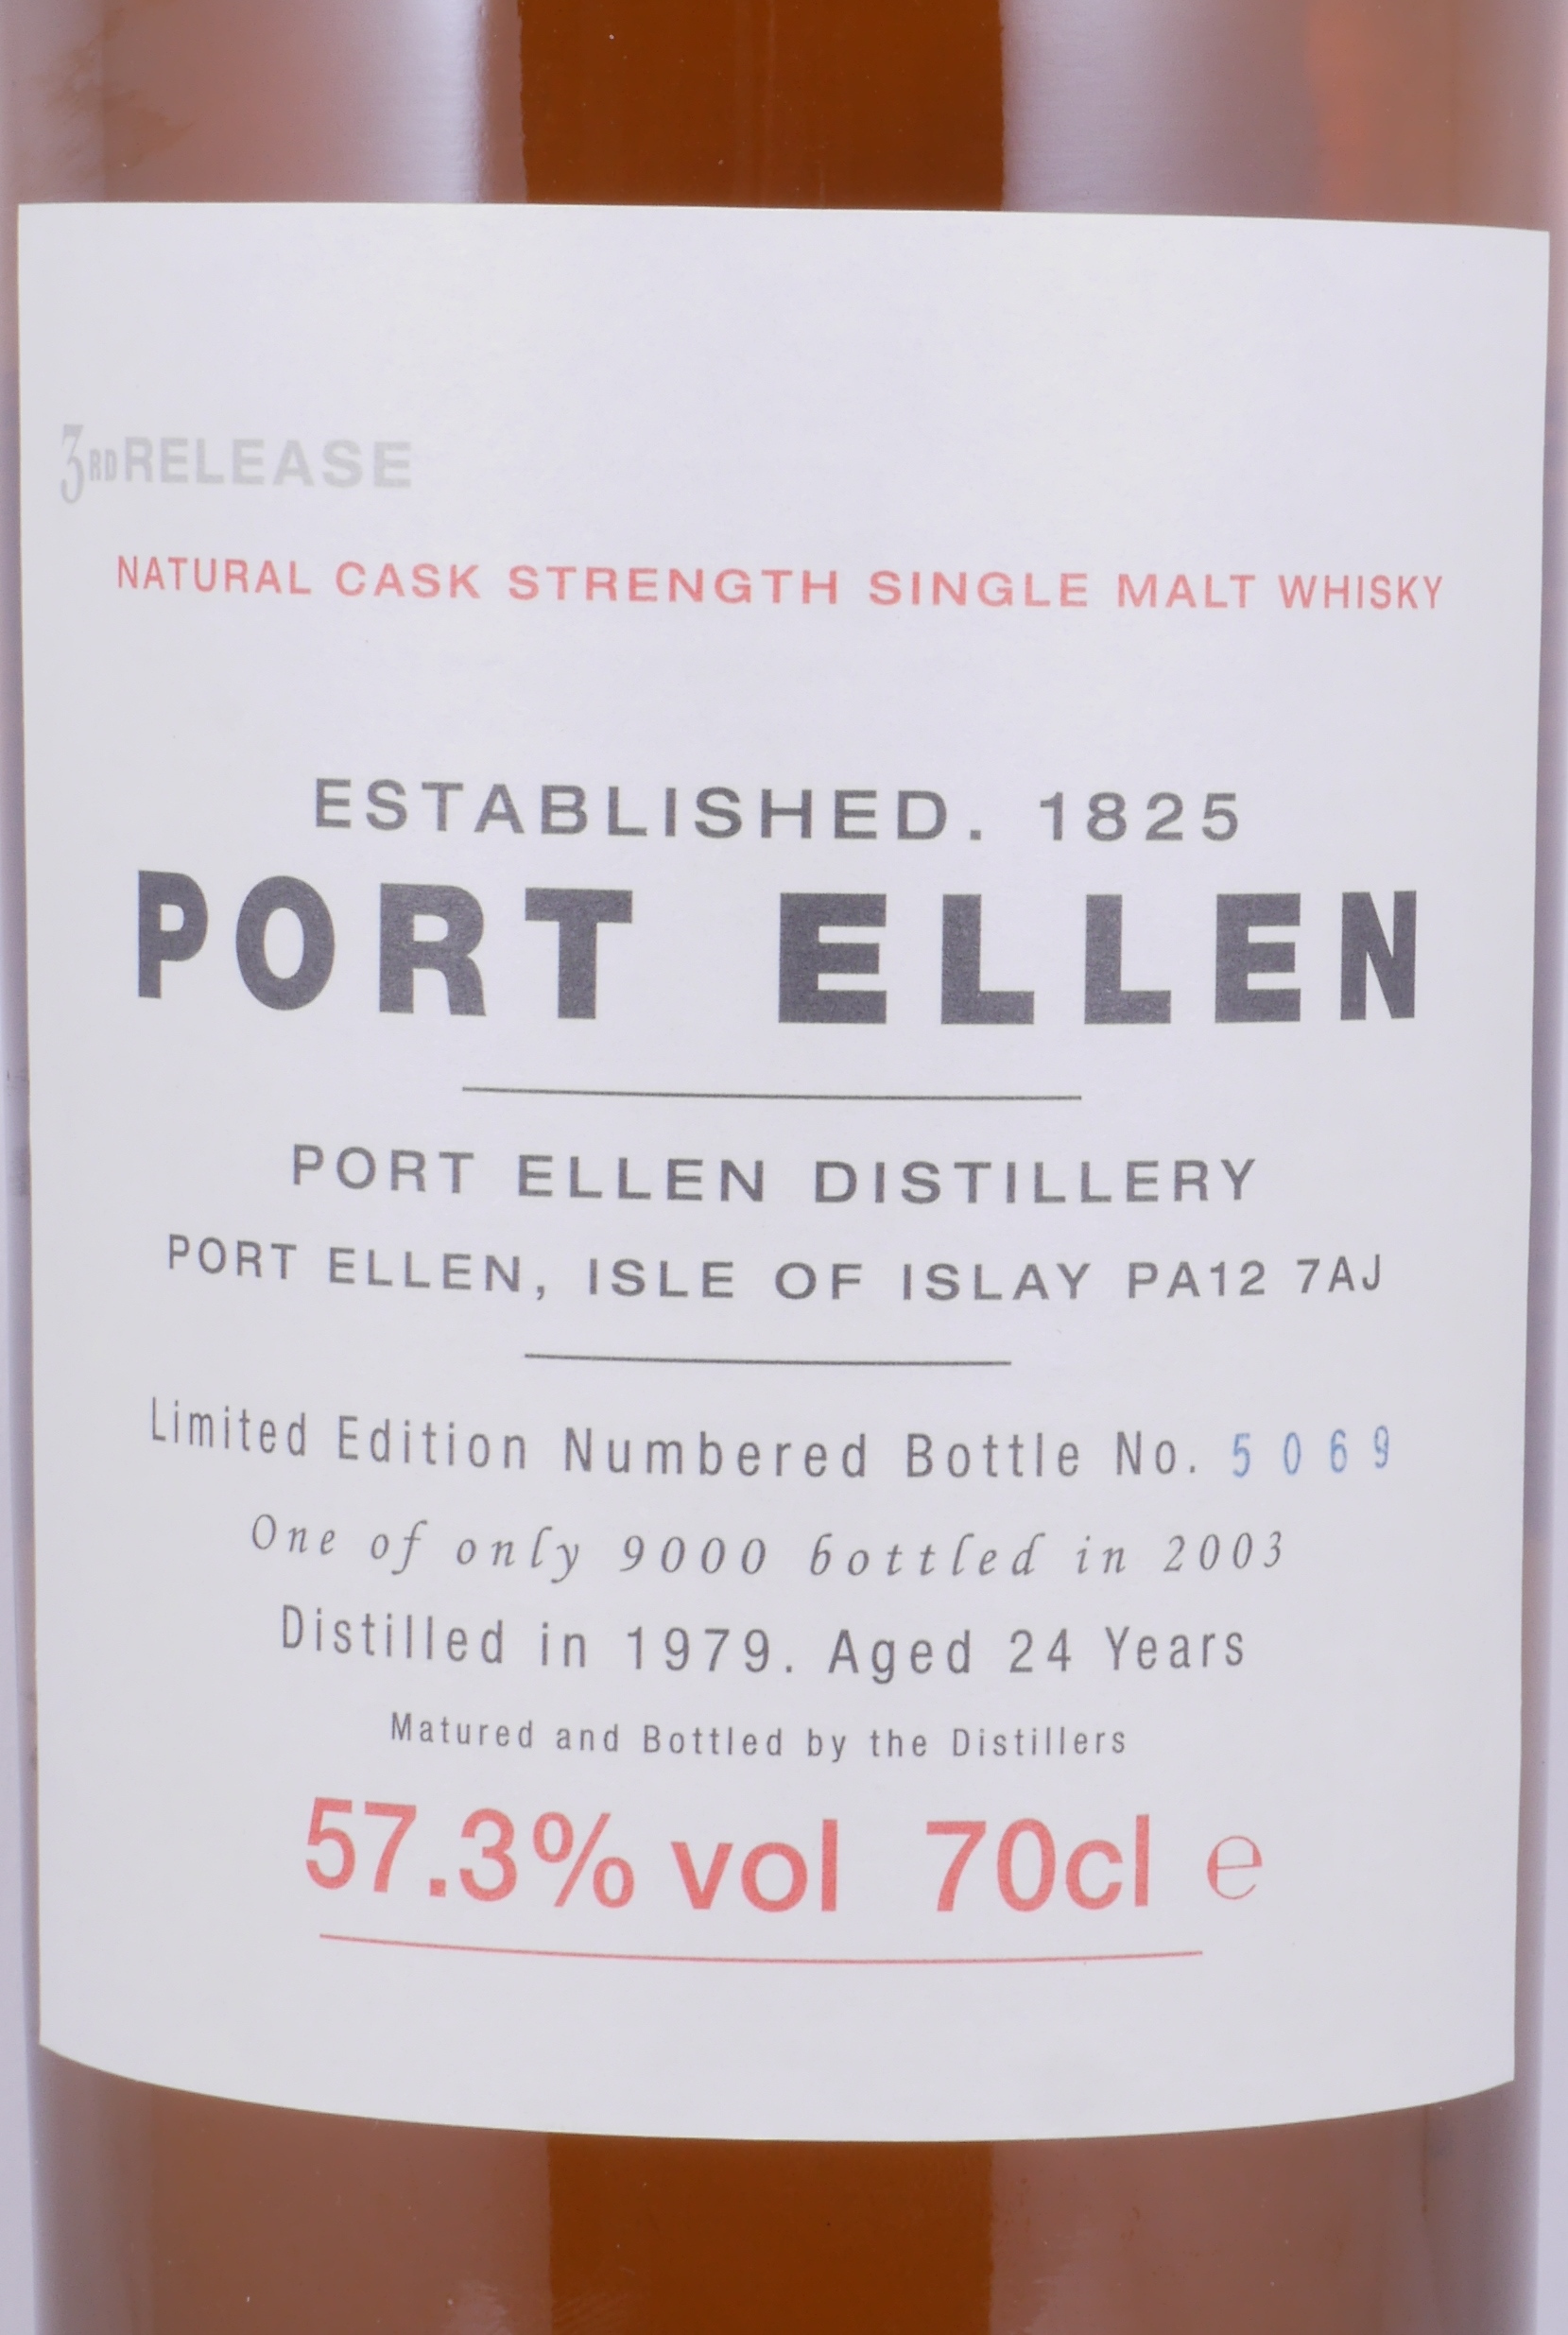 3RD RELEASE
NATURAL CASK STRENGTH SINGLE MALT WHISKY
ESTABLISHED. 1825
PORT ELLEN
PORT ELLEN DISTILLERY
PORT ELLEN, ISLE OF ISLAY PA12 7AJ
Limited Edition Numbered Bottle No. 5069
One of only 9000 bottled in 2003
Distilled in 1979. Aged 24 Years
Matured and Bottled by the Distillers
57.3% vol 70cl ℮